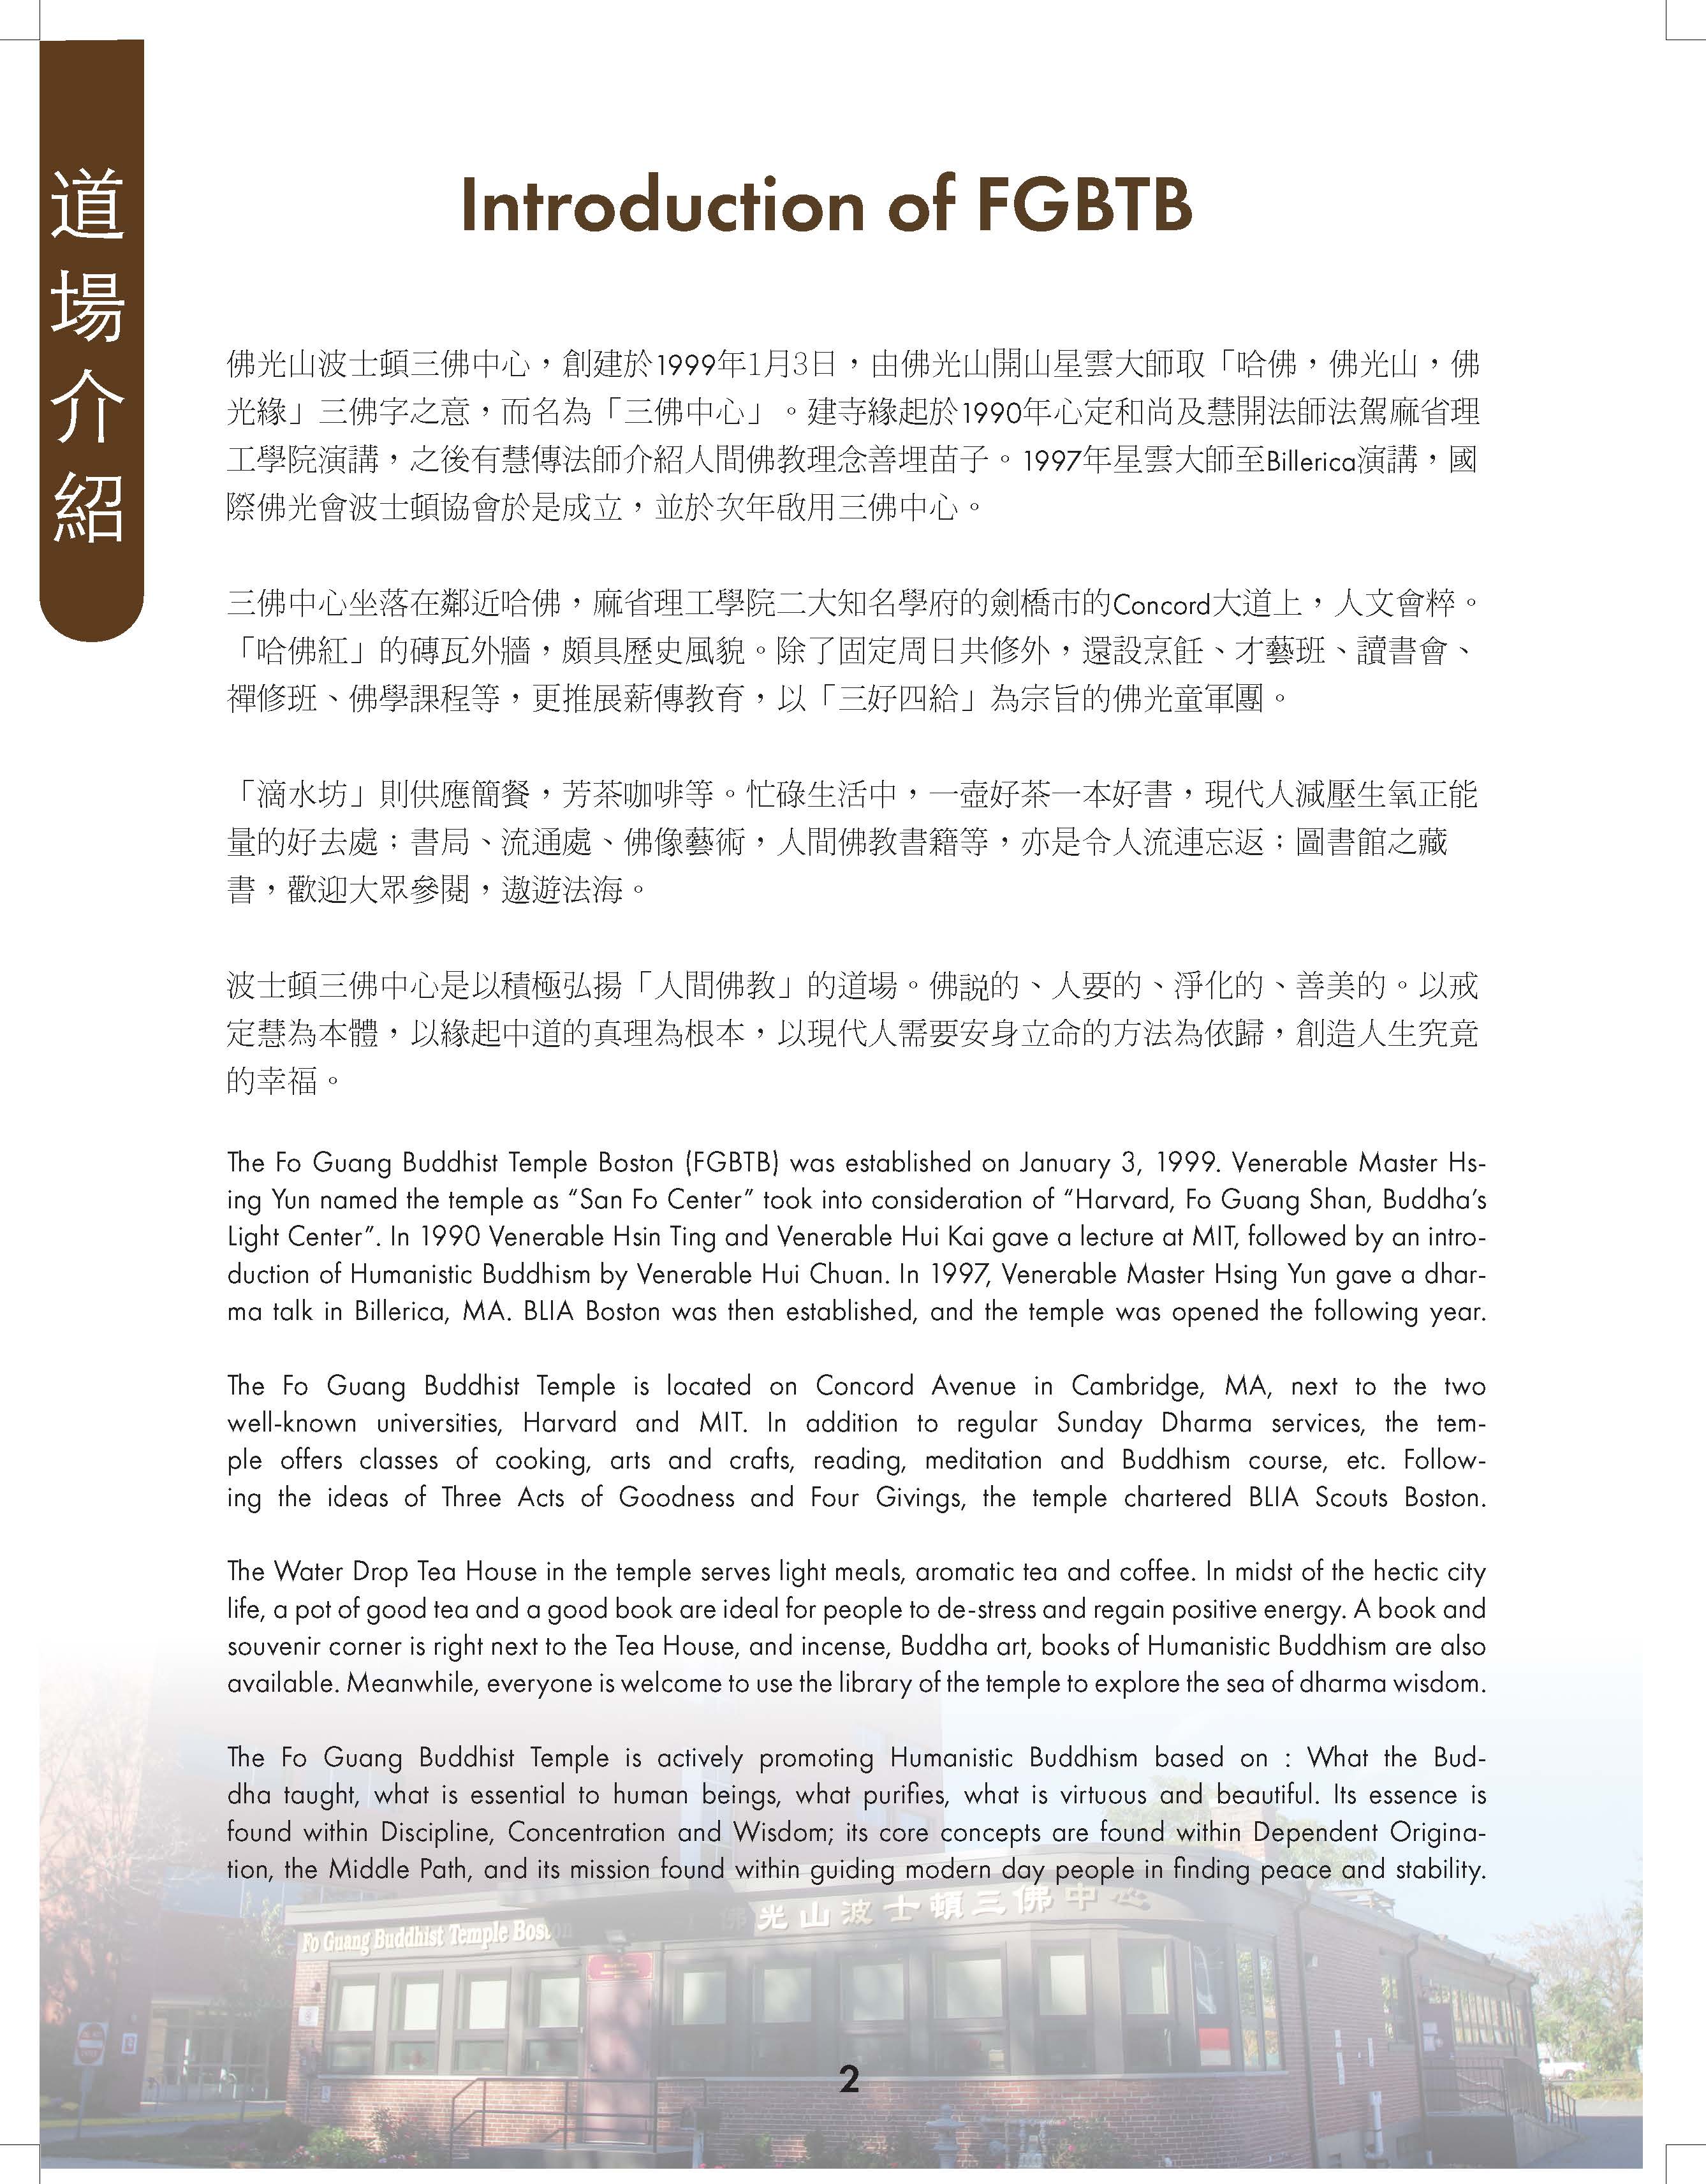 道場介紹
Introduction of FGBTB
佛光山波士頓三佛中心，創建於1999年1月3日，由佛光山開山星雲大師取「哈佛，佛光山，佛
光緣」三佛字之意，而名為「三佛中心」。建寺緣起於1990年心定和尚及慧開法師法駕麻省理
工學院演講，之後有慧傳法師介紹人間佛教理念善埋苗子。1997年星雲大師至Billerica演講，國
際佛光會波士頓協會於是成立，並於次年啟用三佛中心。
三佛中心坐落在鄰近哈佛，麻省理工學院二大知名學府的劍橋市的Concord大道上，人文會粹。
「哈佛紅」的磚瓦外牆，頗具歷史風貌。除了固定周日共修外，還設烹飪、才藝班、讀書會、
禪修班、佛學課程等，更推展薪傳教育，以「三好四給」為宗旨的佛光童軍團。
「滴水坊」則供應簡餐，芳茶咖啡等。忙碌生活中，一壺好茶一本好書，現代人減壓生氧正能
量的好去處；書局、流通處、佛像藝術，人間佛教書籍等，亦是令人流連忘返；圖書館之藏
書，歡迎大眾參閱，遨遊法海。
波士頓三佛中心是以積極弘揚「人間佛教」的道場。佛説的、人要的、淨化的、善美的。以戒
定慧為本體，以緣起中道的真理為根本，以現代人需要安身立命的方法為依歸，創造人生究竟
的幸福。
The Fo Guang Buddhist Temple Boston (FGBTB) was established on January 3, 1999. Venerable Master Hs-
ing Yun named the temple as “San Fo Center” took into consideration of “Harvard, Fo Guang Shan, Buddha’s
Light Center”. In 1990 Venerable Hsin Ting and Venerable Hui Kai gave a lecture at MIT, followed by an intro-
duction of Humanistic Buddhism by Venerable Hui Chuan. In 1997, Venerable Master Hsing Yun gave a dhar-
ma talk in Billerica, MA. BLIA Boston was then established, and the temple was opened the following year.
The Fo Guang Buddhist Temple is located on Concord Avenue in Cambridge, MA, next to the two
well-known universities, Harvard and MIT. In addition to regular Sunday Dharma services, the tem-
ple offers classes of cooking, arts and crafts, reading, meditation and Buddhism course, etc. Follow-
ing the ideas of Three Acts of Goodness and Four Givings, the temple chartered BLIA Scouts Boston.
The Water Drop Tea House in the temple serves light meals, aromatic tea and coffee. In midst of the hectic city
life, a pot of good tea and a good book are ideal for people to de-stress and regain positive energy. A book and
souvenir corner is right next to the Tea House, and incense, Buddha art, books of Humanistic Buddhism are also
available. Meanwhile, everyone is welcome to use the library of the temple to explore the sea of dharma wisdom.
The Fo Guang Buddhist Temple is actively promoting Humanistic Buddhism based on : What the Bud-
dha taught, what is essential to human beings, what purifies, what is virtuous and beautiful. Its essence is
found within Discipline, Concentration and Wisdom; its core concepts are found within Dependent Origina-
tion, the Middle Path, and its mission found within guiding modern day people in finding peace and stability.
佛光山波士頓三佛中心
Fo Guang Buddhist Temple Boston
2